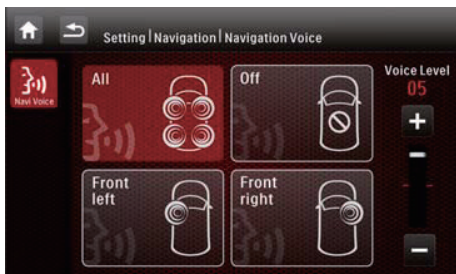 Setting | Navigation | Navigation Voice
Navi Voice
All
Off
Front
left
Front
right
Voice Level
05
+
−